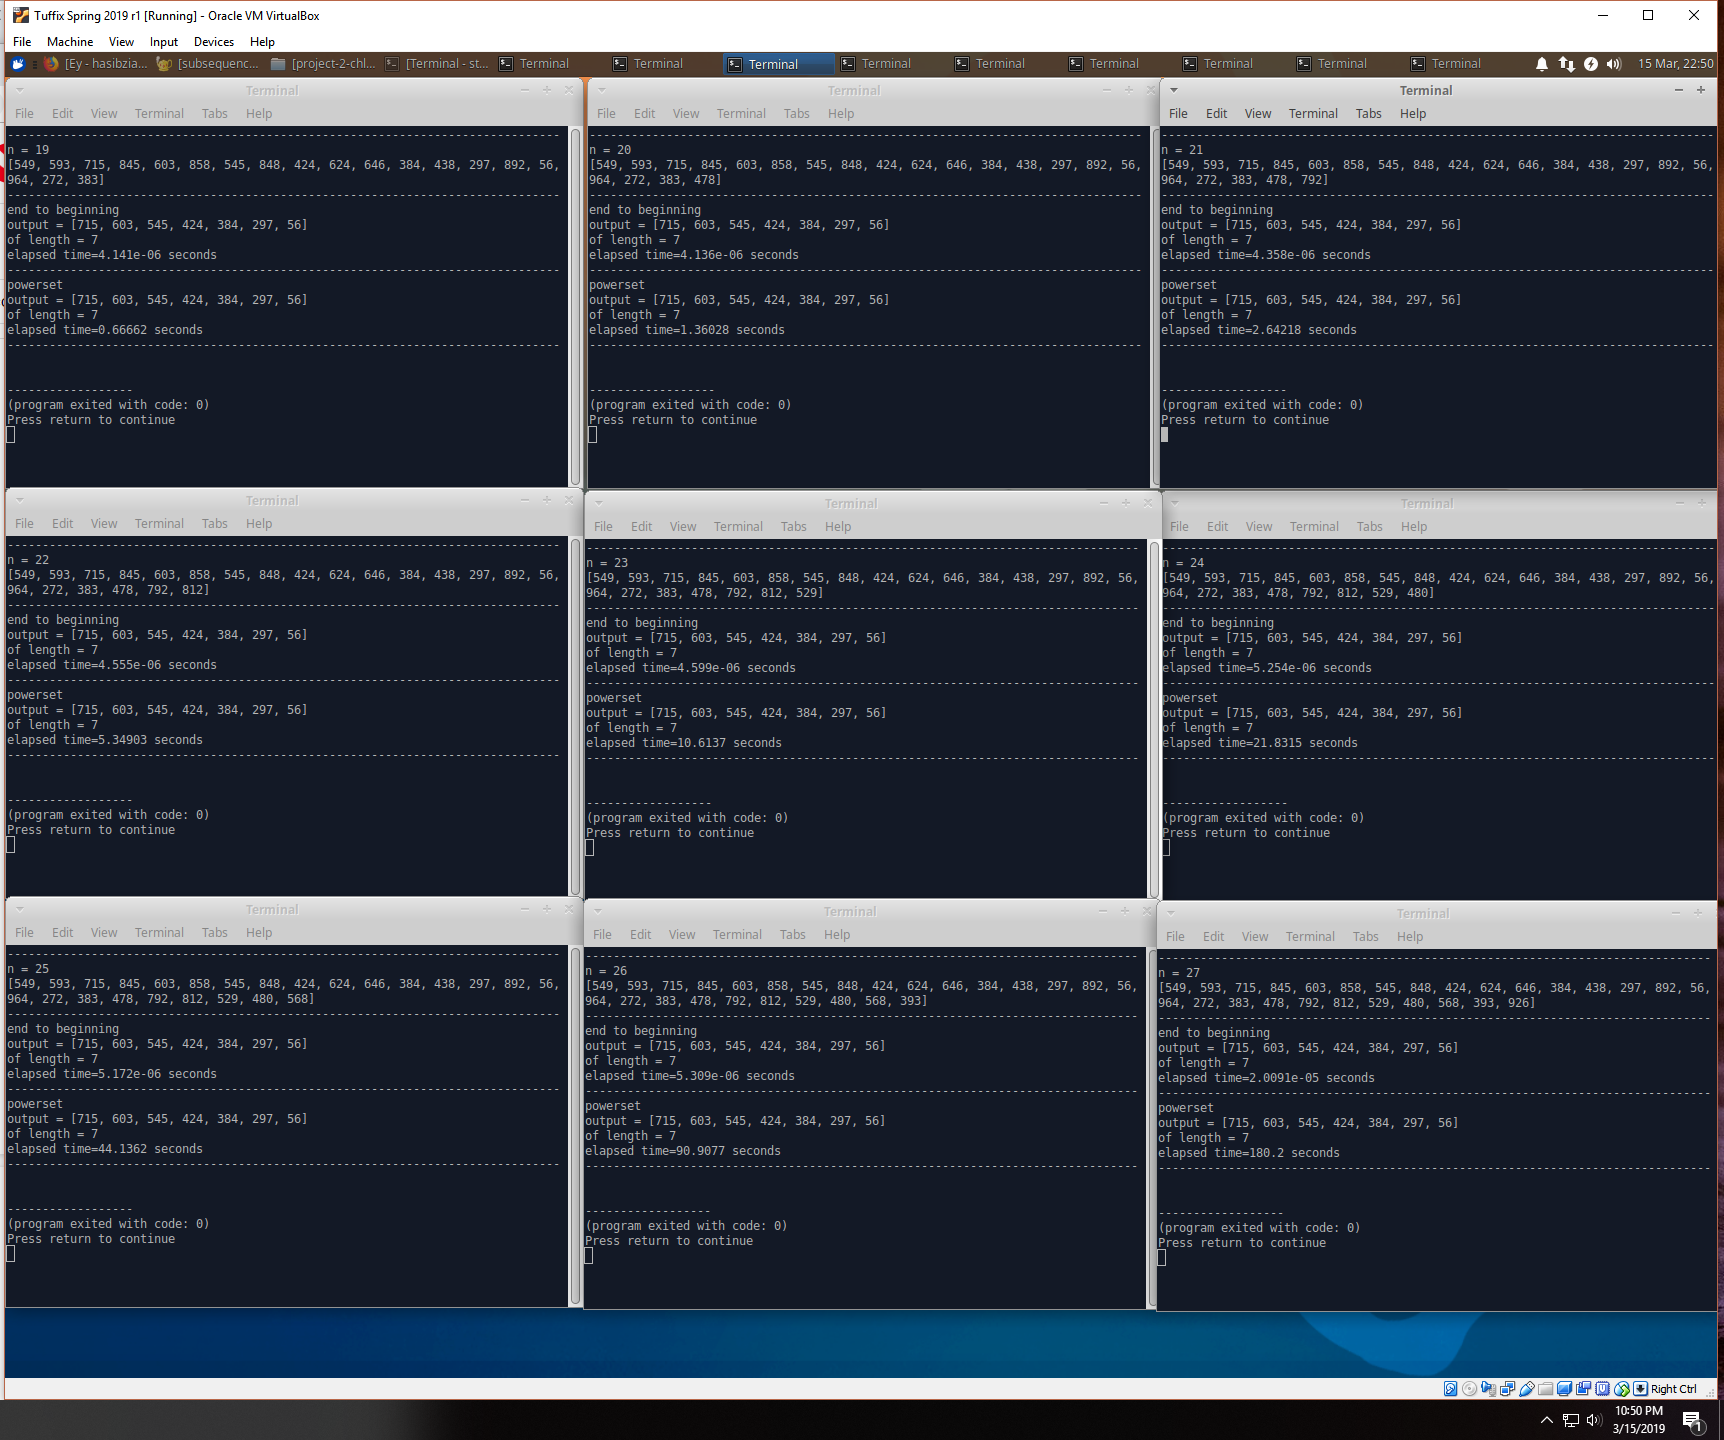 Tuffix Spring 2019 r1 [Running] - Oracle VM VirtualBox
File Machine View Input Devices Help
[Ey - hasibzia... [subsequenc... [project-2-chl... [Terminal - st... Terminal Terminal Terminal Terminal Terminal Terminal Terminal Terminal Terminal 15 Mar, 22:50
Terminal
File Edit View Terminal Tabs Help
n = 19
[549, 593, 715, 845, 603, 858, 545, 848, 424, 624, 646, 384, 438, 297, 892, 56,
964, 272, 383]
end to beginning
output = [715, 603, 545, 424, 384, 297, 56]
of length = 7
elapsed time=4.141e-06 seconds
powerset
output = [715, 603, 545, 424, 384, 297, 56]
of length = 7
elapsed time=0.66662 seconds
------------------
(program exited with code: 0)
Press return to continue
Terminal
File Edit View Terminal Tabs Help
n = 20
[549, 593, 715, 845, 603, 858, 545, 848, 424, 624, 646, 384, 438, 297, 892, 56,
964, 272, 383, 478]
end to beginning
output = [715, 603, 545, 424, 384, 297, 56]
of length = 7
elapsed time=4.136e-06 seconds
powerset
output = [715, 603, 545, 424, 384, 297, 56]
of length = 7
elapsed time=1.36028 seconds
------------------
(program exited with code: 0)
Press return to continue
Terminal
File Edit View Terminal Tabs Help
n = 21
[549, 593, 715, 845, 603, 858, 545, 848, 424, 624, 646, 384, 438, 297, 892, 56,
964, 272, 383, 478, 792]
end to beginning
output = [715, 603, 545, 424, 384, 297, 56]
of length = 7
elapsed time=4.358e-06 seconds
powerset
output = [715, 603, 545, 424, 384, 297, 56]
of length = 7
elapsed time=2.64218 seconds
------------------
(program exited with code: 0)
Press return to continue
Terminal
File Edit View Terminal Tabs Help
n = 22
[549, 593, 715, 845, 603, 858, 545, 848, 424, 624, 646, 384, 438, 297, 892, 56,
964, 272, 383, 478, 792, 812]
end to beginning
output = [715, 603, 545, 424, 384, 297, 56]
of length = 7
elapsed time=4.555e-06 seconds
powerset
output = [715, 603, 545, 424, 384, 297, 56]
of length = 7
elapsed time=5.34903 seconds
------------------
(program exited with code: 0)
Press return to continue
Terminal
File Edit View Terminal Tabs Help
n = 23
[549, 593, 715, 845, 603, 858, 545, 848, 424, 624, 646, 384, 438, 297, 892, 56,
964, 272, 383, 478, 792, 812, 529]
end to beginning
output = [715, 603, 545, 424, 384, 297, 56]
of length = 7
elapsed time=4.599e-06 seconds
powerset
output = [715, 603, 545, 424, 384, 297, 56]
of length = 7
elapsed time=10.6137 seconds
------------------
(program exited with code: 0)
Press return to continue
Terminal
File Edit View Terminal Tabs Help
n = 24
[549, 593, 715, 845, 603, 858, 545, 848, 424, 624, 646, 384, 438, 297, 892, 56,
964, 272, 383, 478, 792, 812, 529, 480]
end to beginning
output = [715, 603, 545, 424, 384, 297, 56]
of length = 7
elapsed time=5.254e-06 seconds
powerset
output = [715, 603, 545, 424, 384, 297, 56]
of length = 7
elapsed time=21.8315 seconds
------------------
(program exited with code: 0)
Press return to continue
Terminal
File Edit View Terminal Tabs Help
n = 25
[549, 593, 715, 845, 603, 858, 545, 848, 424, 624, 646, 384, 438, 297, 892, 56,
964, 272, 383, 478, 792, 812, 529, 480, 568]
end to beginning
output = [715, 603, 545, 424, 384, 297, 56]
of length = 7
elapsed time=5.172e-06 seconds
powerset
output = [715, 603, 545, 424, 384, 297, 56]
of length = 7
elapsed time=44.1362 seconds
------------------
(program exited with code: 0)
Press return to continue
Terminal
File Edit View Terminal Tabs Help
n = 26
[549, 593, 715, 845, 603, 858, 545, 848, 424, 624, 646, 384, 438, 297, 892, 56,
964, 272, 383, 478, 792, 812, 529, 480, 568, 393]
end to beginning
output = [715, 603, 545, 424, 384, 297, 56]
of length = 7
elapsed time=5.309e-06 seconds
powerset
output = [715, 603, 545, 424, 384, 297, 56]
of length = 7
elapsed time=90.9077 seconds
------------------
(program exited with code: 0)
Press return to continue
Terminal
File Edit View Terminal Tabs Help
n = 27
[549, 593, 715, 845, 603, 858, 545, 848, 424, 624, 646, 384, 438, 297, 892, 56,
964, 272, 383, 478, 792, 812, 529, 480, 568, 393, 926]
end to beginning
output = [715, 603, 545, 424, 384, 297, 56]
of length = 7
elapsed time=2.0091e-05 seconds
powerset
output = [715, 603, 545, 424, 384, 297, 56]
of length = 7
elapsed time=180.2 seconds
------------------
(program exited with code: 0)
Press return to continue
Right Ctrl
10:50 PM
3/15/2019
1